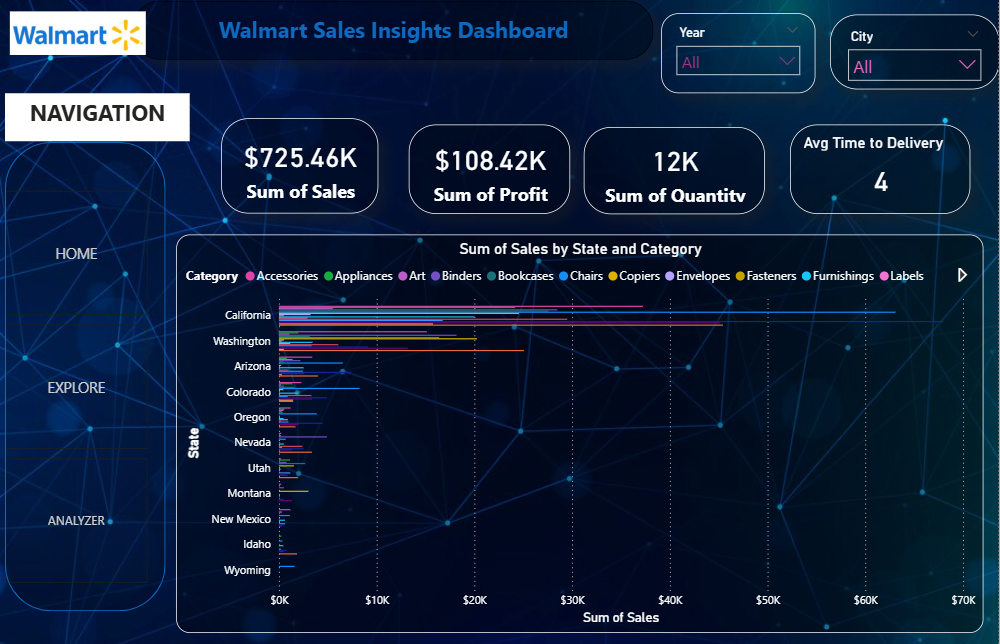 Walmart
Walmart Sales Insights Dashboard
Year
All
City
All
NAVIGATION
HOME
EXPLORE
ANALYZER
$725.46K
Sum of Sales
$108.42K
Sum of Profit
12K
Sum of Quantity
Avg Time to Delivery
4
Sum of Sales by State and Category
Category Accessories Appliances Art Binders Bookcases Chairs Copiers Envelopes Fasteners Furnishings Labels
State
California
Washington
Arizona
Colorado
Oregon
Nevada
Utah
Montana
New Mexico
Idaho
Wyoming
$0K $10K $20K $30K $40K $50K $60K $70K
Sum of Sales